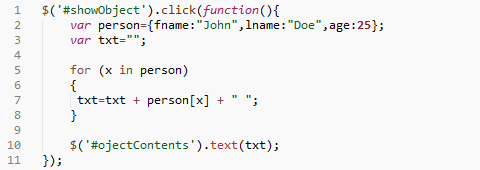 1 $('#showObject').click(function(){
2     var person={fname:"John",lname:"Doe",age:25};
3     var txt="";
4
5     for (x in person)
6     {
7      txt=txt + person[x] + " ";
8     }
9
10     $('#ojectContents').text(txt);
11 });